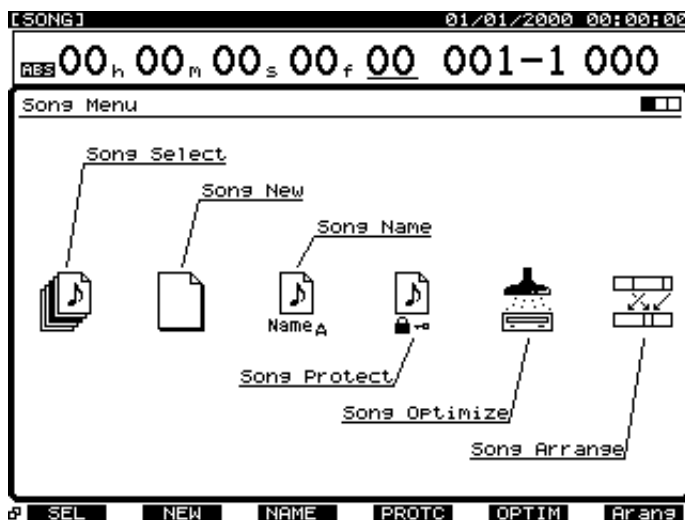 [SONG] 01/01/2000 00:00:00
ABS 00h 00m 00s 00f 00 001-1 000
Song Menu
Song Select
Song New
Song Name
Name A
Song Protect
Song Optimize
Song Arrange
SEL NEW NAME PROTC OPTIM Arang